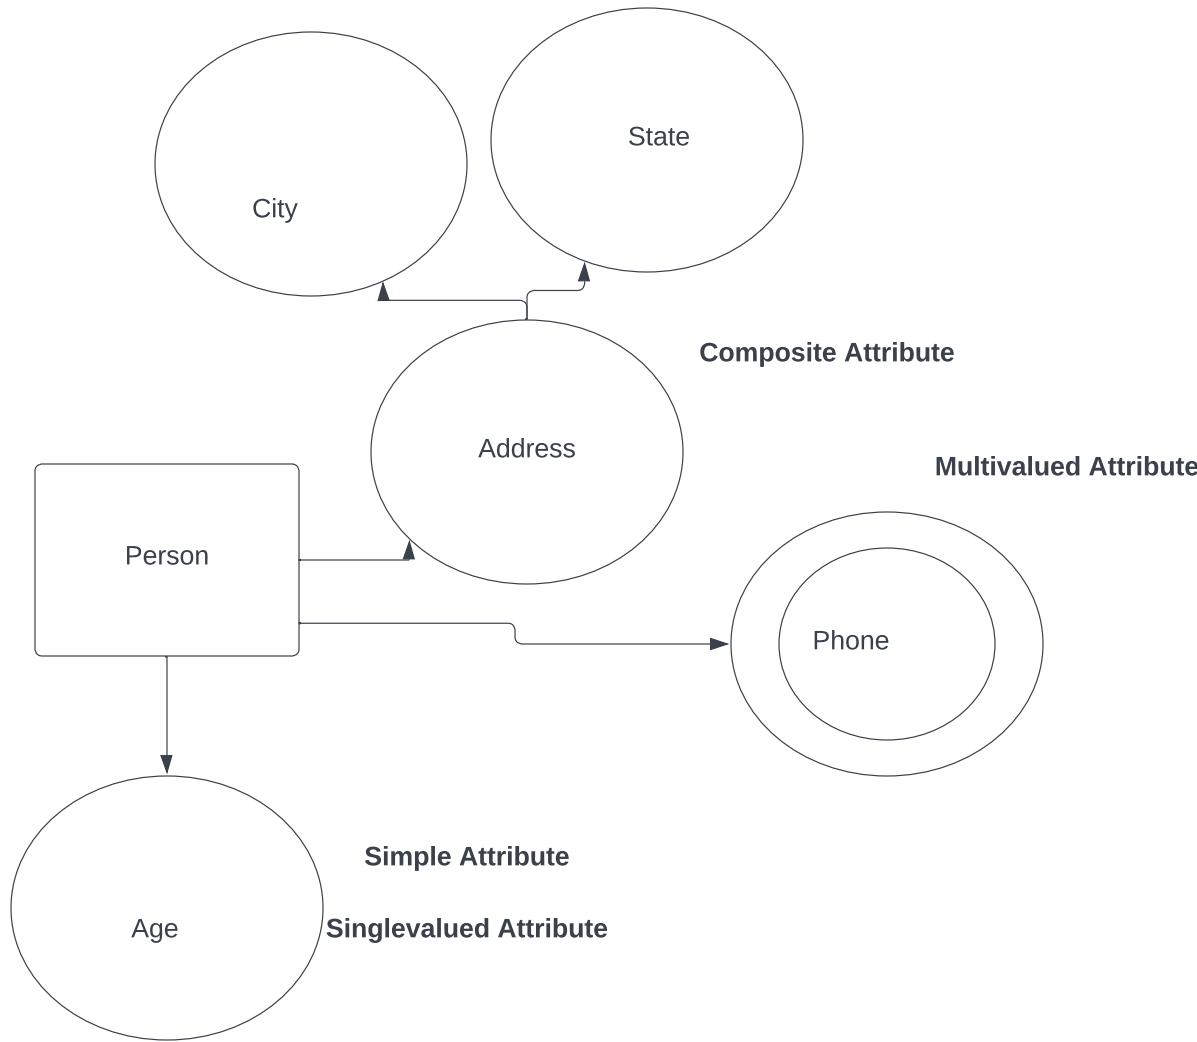 State
City
Composite Attribute
Address
Multivalued Attribute
Person
Phone
Simple Attribute
Age
Singlevalued Attribute